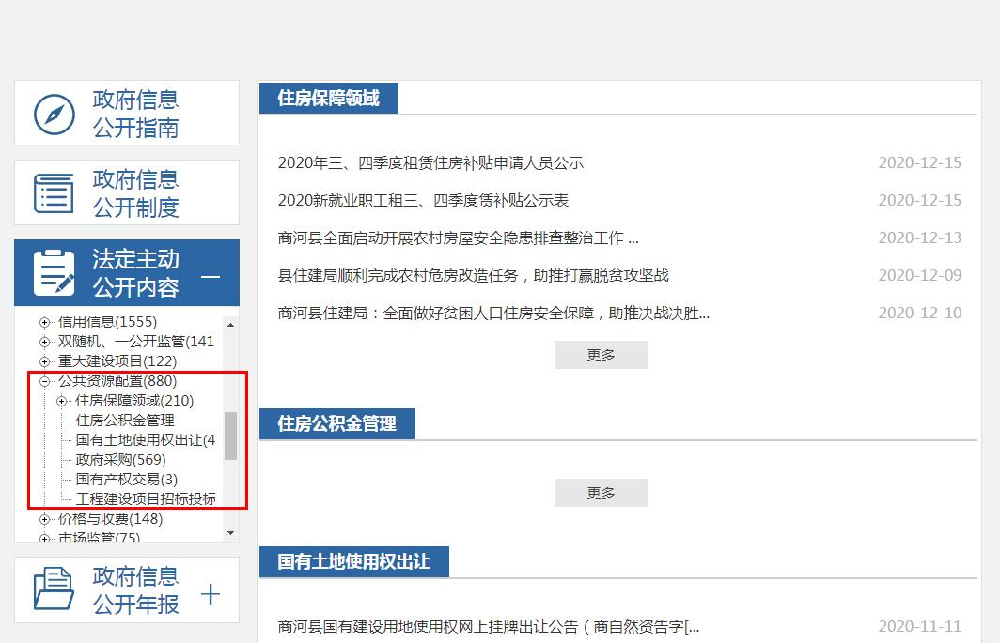 政府信息
公开指南
政府信息
公开制度
法定主动
公开内容
信用信息(1555)
双随机、一公开监管(141
重大建设项目(122)
公共资源配置(880)
住房保障领域(210)
住房公积金管理
国有土地使用权出让(4
政府采购(569)
国有产权交易(3)
工程建设项目招标投标
价格与收费(148)
市场监管(75)
政府信息
公开年报
住房保障领域
2020年三、四季度租赁住房补贴申请人员公示 2020-12-15
2020新就业职工租三、四季度赁补贴公示表 2020-12-15
商河县全面启动开展农村房屋安全隐患排查整治工作 ... 2020-12-13
县住建局顺利完成农村危房改造任务，助推打赢脱贫攻坚战 2020-12-09
商河县住建局：全面做好贫困人口住房安全保障，助推决战决胜... 2020-12-10
更多
住房公积金管理
更多
国有土地使用权出让
商河县国有建设用地使用权网上挂牌出让公告（商自然资告字[... 2020-11-11